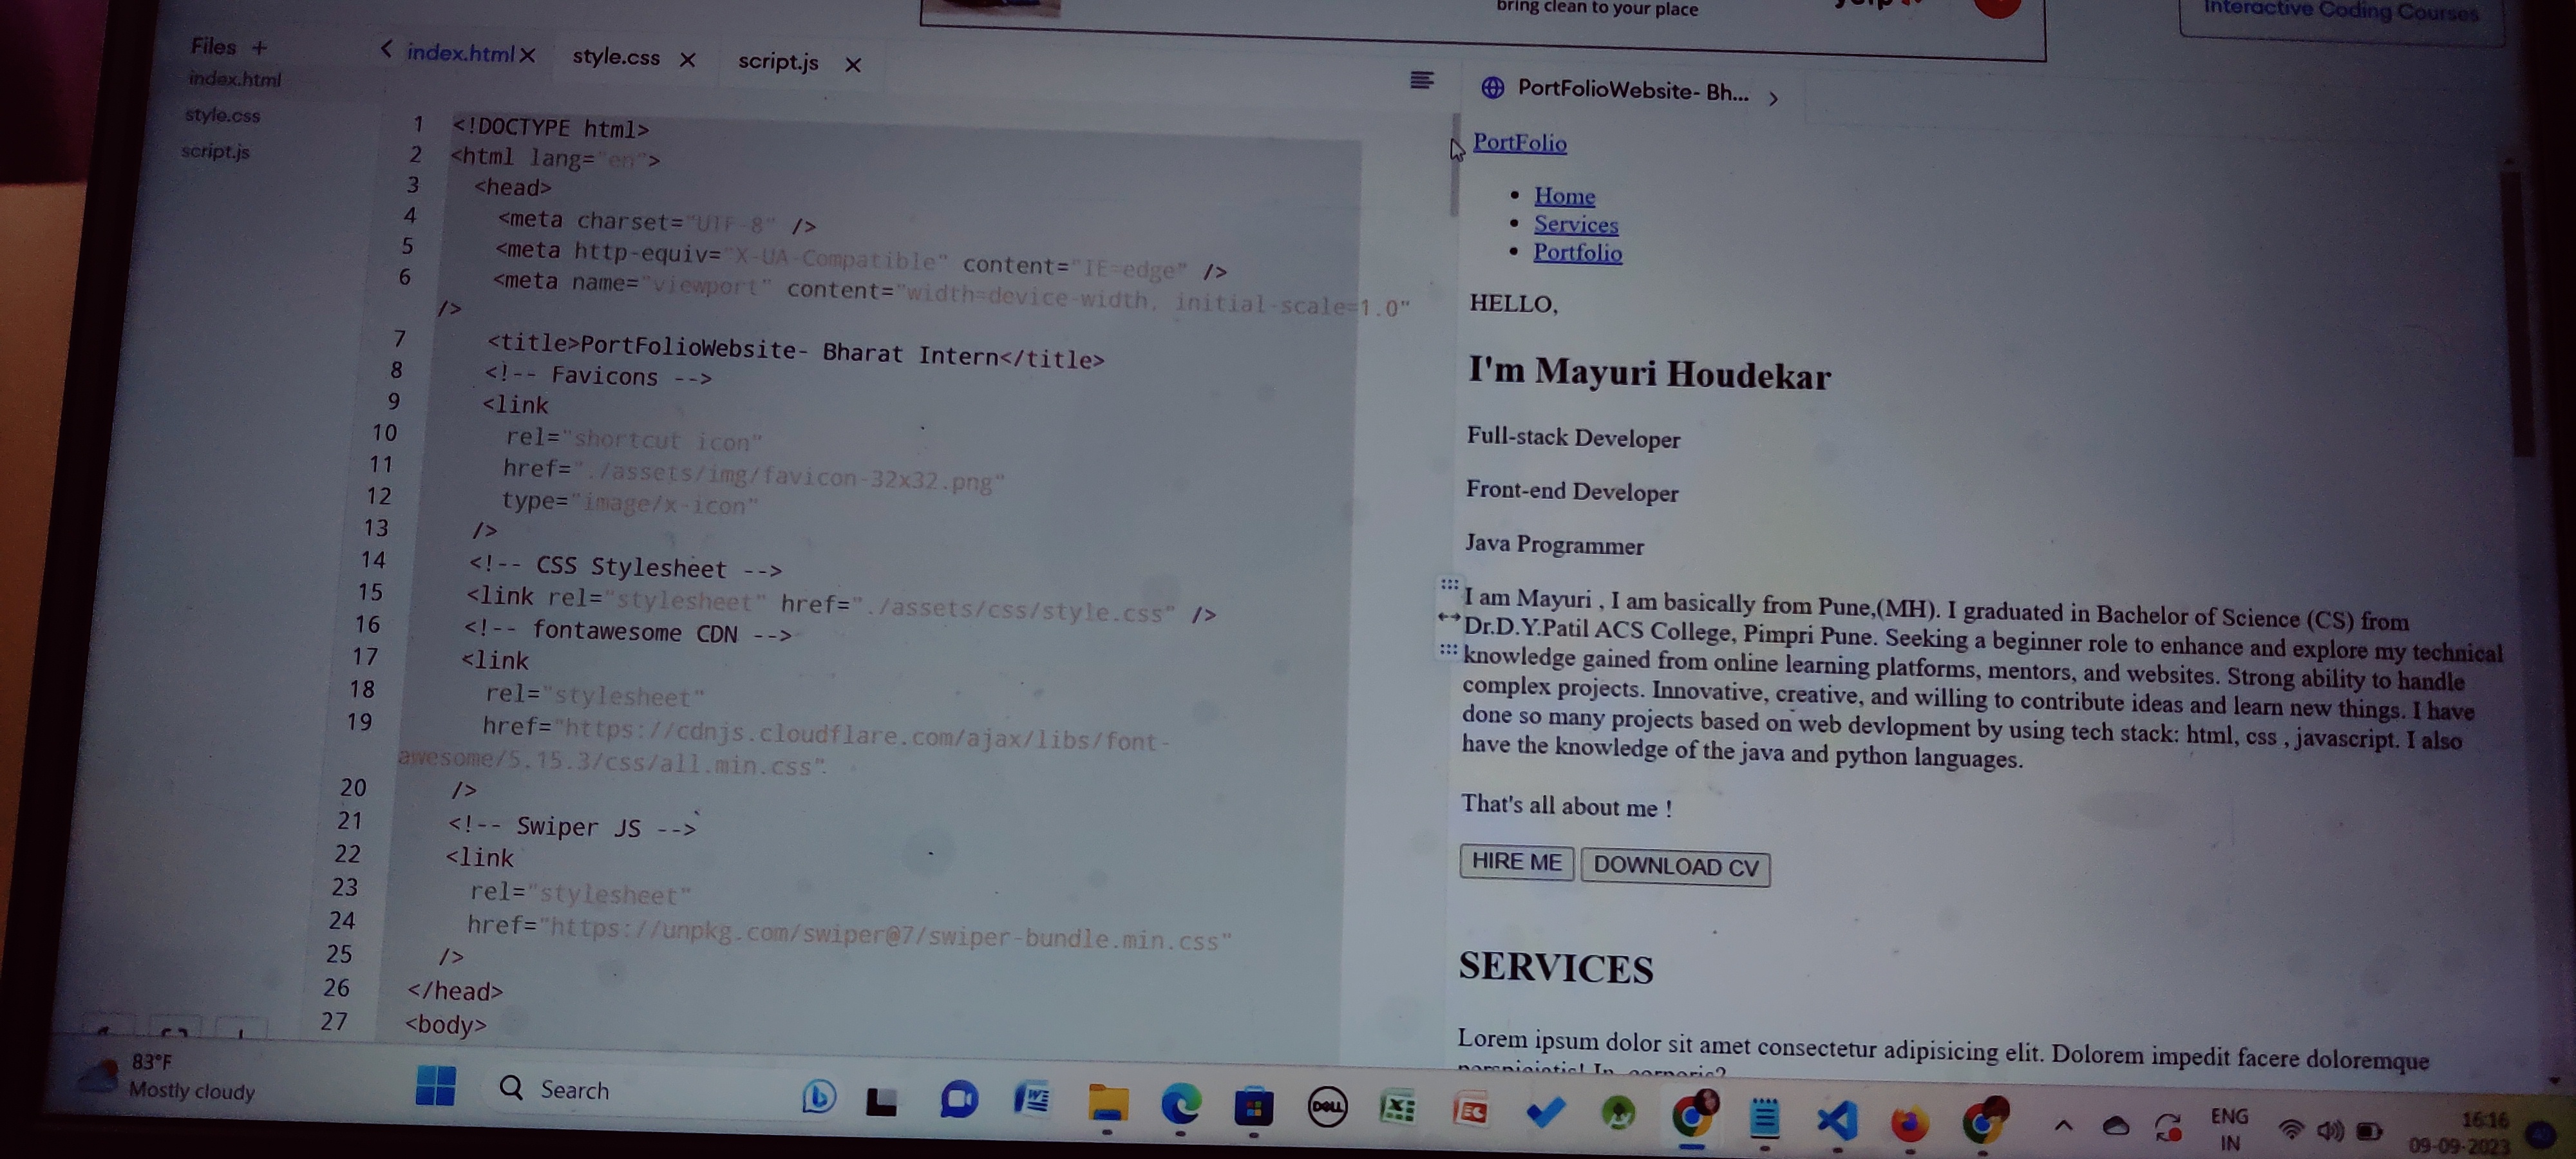 bring clean to your place
Interactive Coding Courses
Files +
index.html
style.css
script.js
index.html X
style.css X
script.js X
1 <!DOCTYPE html>
2 <html lang="en">
3 <head>
4 <meta charset="UTF-8" />
5 <meta http-equiv="X-UA-Compatible" content="IE=edge" />
6 <meta name="viewport" content="width=device-width, initial-scale=1.0"
/>
7 <title>PortFolioWebsite- Bharat Intern</title>
8 <!-- Favicons -->
9 <link
10 rel="shortcut icon"
11 href="./assets/img/favicon-32x32.png"
12 type="image/x-icon"
13 />
14 <!-- CSS Stylesheet -->
15 <link rel="stylesheet" href="./assets/css/style.css" />
16 <!-- fontawesome CDN -->
17 <link
18 rel="stylesheet"
19 href="https://cdnjs.cloudflare.com/ajax/libs/font-
awesome/5.15.3/css/all.min.css"
20 />
21 <!-- Swiper JS -->
22 <link
23 rel="stylesheet"
24 href="https://unpkg.com/swiper@7/swiper-bundle.min.css"
25 />
26 </head>
27 <body>
PortFolioWebsite- Bh... >
PortFolio
• Home
• Services
• Portfolio
HELLO,
I'm Mayuri Houdekar
Full-stack Developer
Front-end Developer
Java Programmer
I am Mayuri , I am basically from Pune,(MH). I graduated in Bachelor of Science (CS) from
Dr.D.Y.Patil ACS College, Pimpri Pune. Seeking a beginner role to enhance and explore my technical
knowledge gained from online learning platforms, mentors, and websites. Strong ability to handle
complex projects. Innovative, creative, and willing to contribute ideas and learn new things. I have
done so many projects based on web devlopment by using tech stack: html, css , javascript. I also
have the knowledge of the java and python languages.
That's all about me !
HIRE ME DOWNLOAD CV
SERVICES
Lorem ipsum dolor sit amet consectetur adipisicing elit. Dolorem impedit facere doloremque
83°F
Mostly cloudy
Search
DELL
ENG
IN
16:16
09-09-2023